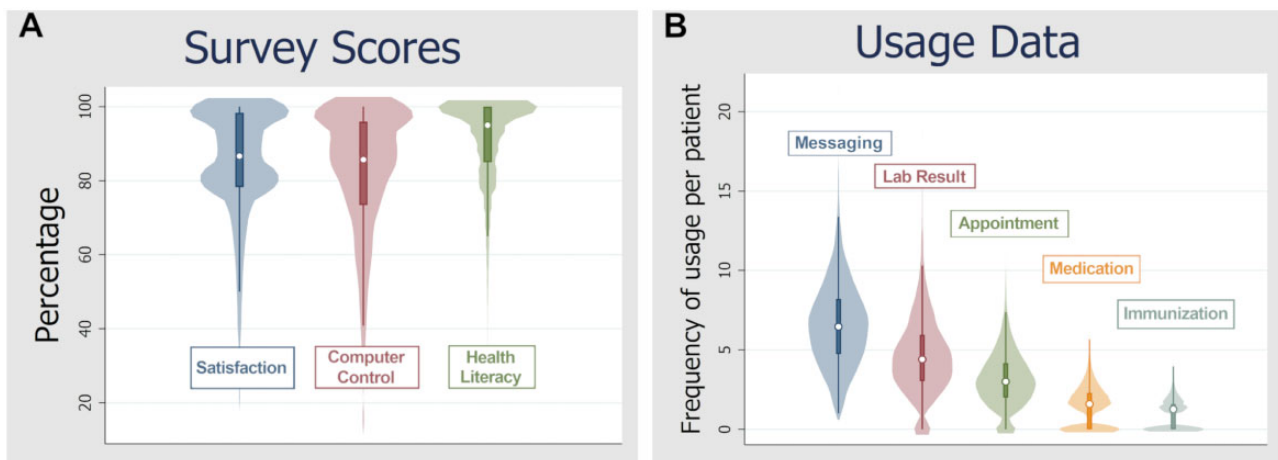 A
Survey Scores
Percentage
100
80
60
40
20
Satisfaction
Computer
Control
Health
Literacy
B
Usage Data
Frequency of usage per patient
20
15
10
5
0
Messaging
Lab Result
Appointment
Medication
Immunization